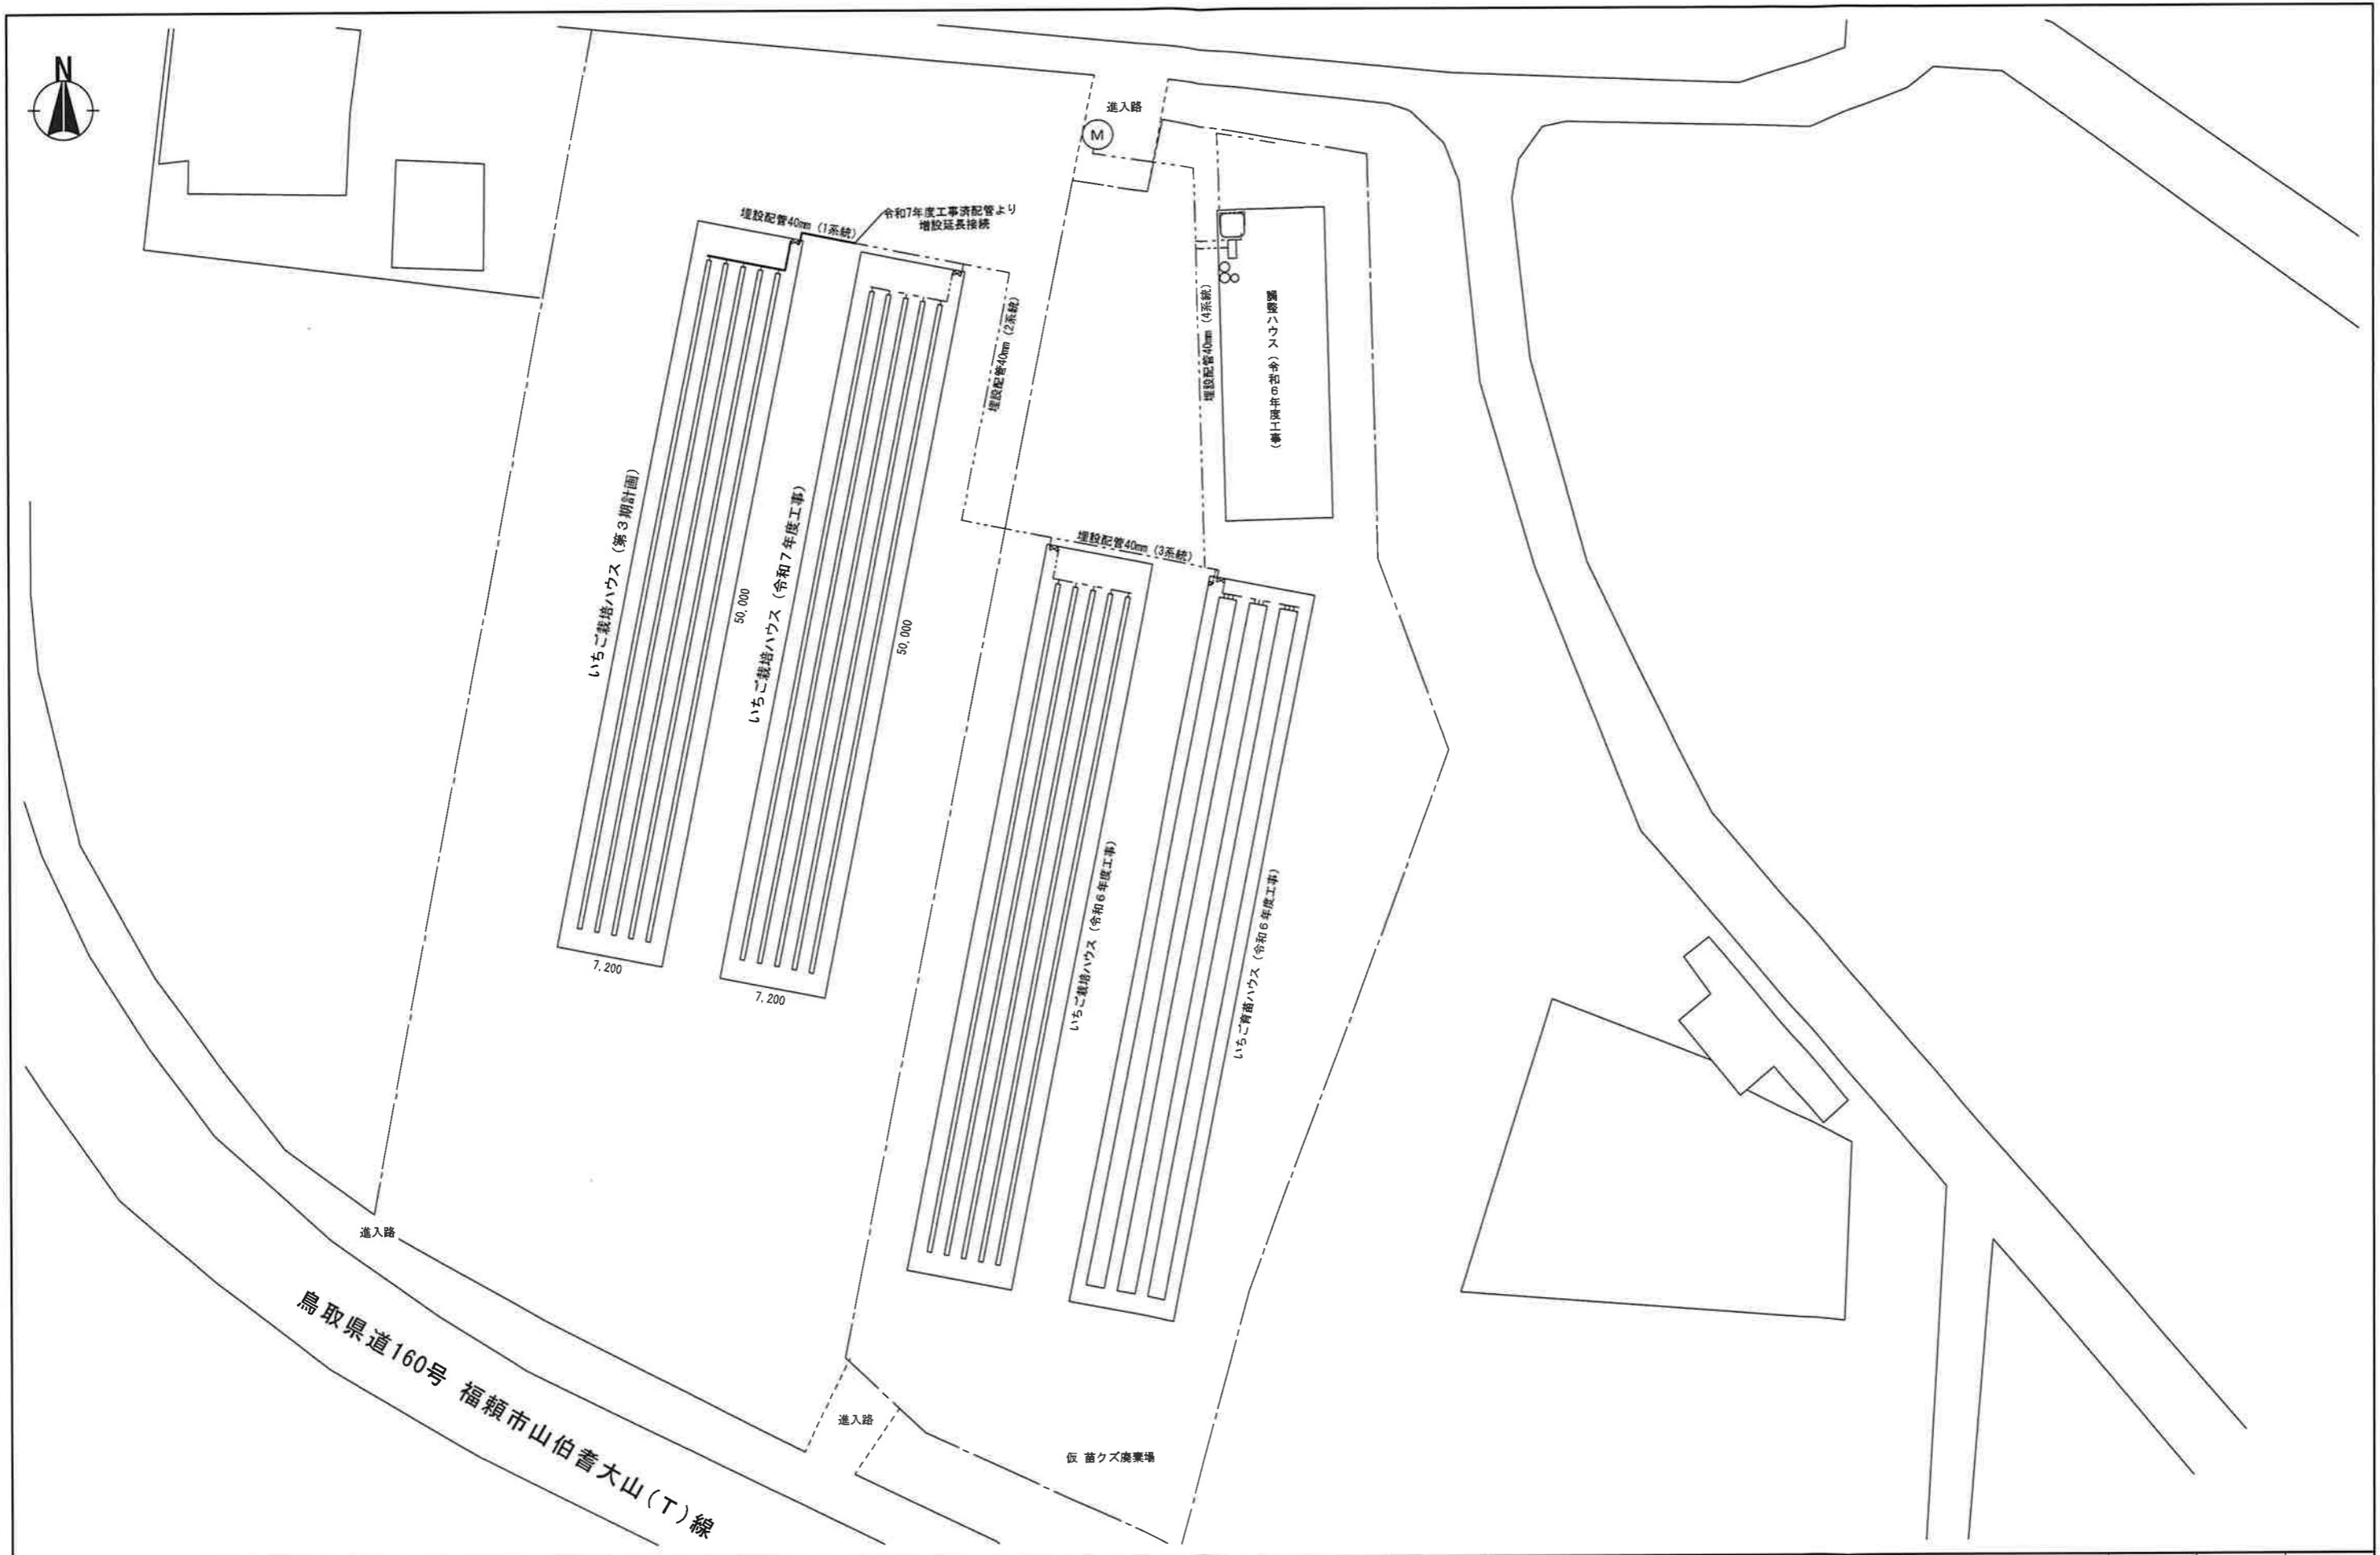 N
進入路
M
埋設配管40mm (1系統)
令和7年度工事済配管より
増設延長接続
埋設配管40mm (2系統)
埋設配管40mm (4系統)
調整ハウス (令和6年度工事)
いちご栽培ハウス (第3期計画)
いちご栽培ハウス (令和7年度工事)
埋設配管40mm (3系統)
50,000
50,000
いちご栽培ハウス (令和6年度工事)
いちご育苗ハウス (令和6年度工事)
7,200
7,200
進入路
鳥取県道160号 福頼市山伯耆大山(T)線
進入路
仮 苗クズ廃棄場